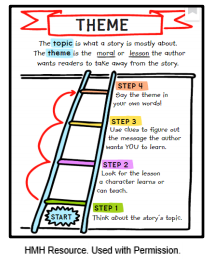 THEME
The topic is what a story is mostly about.
The theme is the moral or lesson the author
wants readers to take away from the story.
STEP 4
Say the theme in
your own words!
STEP 3
Use clues to figure out
the message the author
wants YOU to learn.
STEP 2
Look for the lesson
a character learns or
can teach.
STEP 1
Think about the story's topic.
START
HMH Resource. Used with Permission.